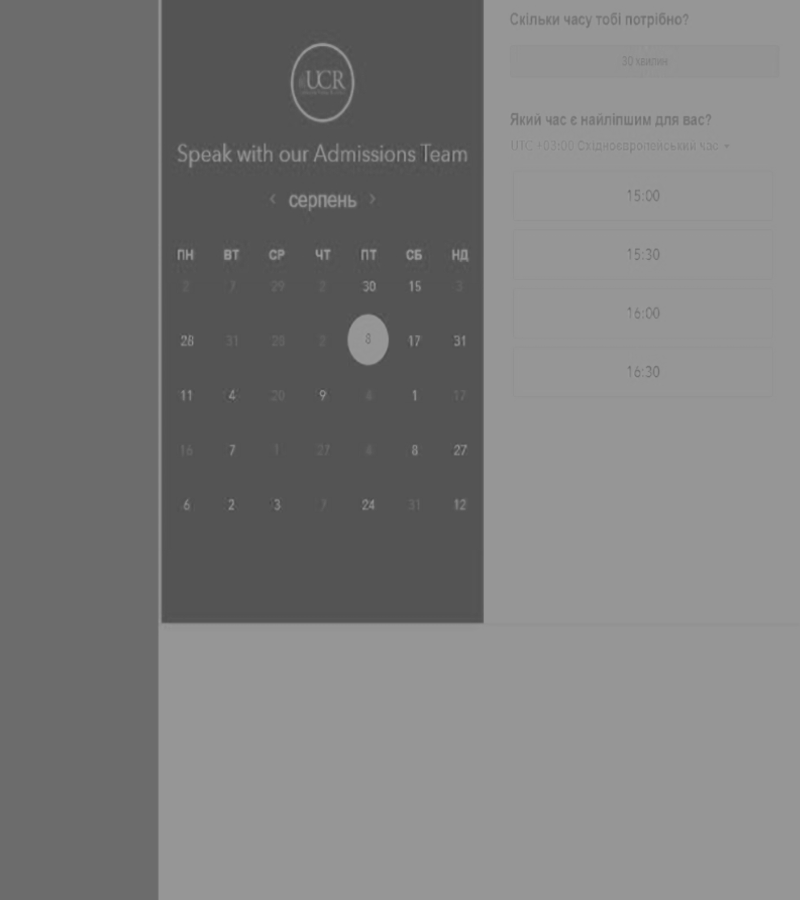 UCR
Speak with our Admissions Team
серпень
ПН ВТ СР ЧТ ПТ СБ НД
2 7 29 2 30 15 3
28 31 28 2 8 17 31
11 4 20 9 4 1 17
16 7 1 27 4 8 27
6 2 3 7 24 31 12
Скільки часу тобі потрібно?
30 хвилин
Який час є найліпшим для вас?
UTC +03:00 Східноєвропейський час
15:00
15:30
16:00
16:30